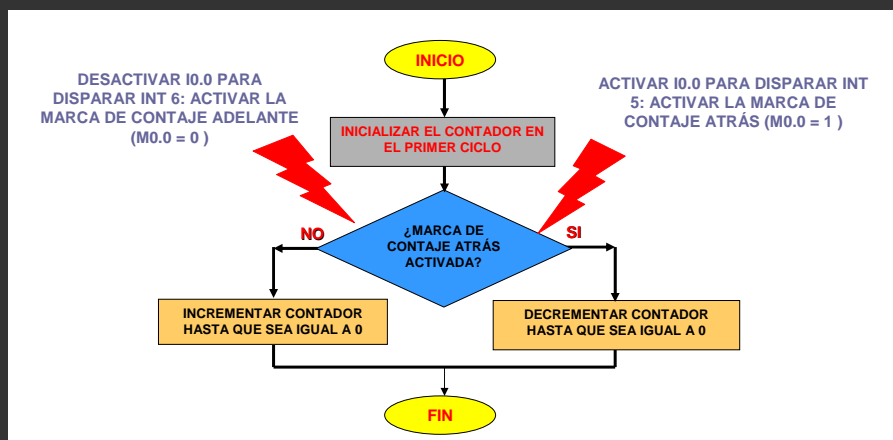 INICIO
DESACTIVAR I0.0 PARA
DISPARAR INT 6: ACTIVAR LA
MARCA DE CONTAJE ADELANTE
(M0.0 = 0 )
ACTIVAR I0.0 PARA DISPARAR INT
5: ACTIVAR LA MARCA DE
CONTAJE ATRÁS (M0.0 = 1 )
INICIALIZAR EL CONTADOR EN
EL PRIMER CICLO
NO
¿MARCA DE
CONTAJE ATRÁS
ACTIVADA?
SI
INCREMENTAR CONTADOR
HASTA QUE SEA IGUAL A 0
DECREMENTAR CONTADOR
HASTA QUE SEA IGUAL A 0
FIN